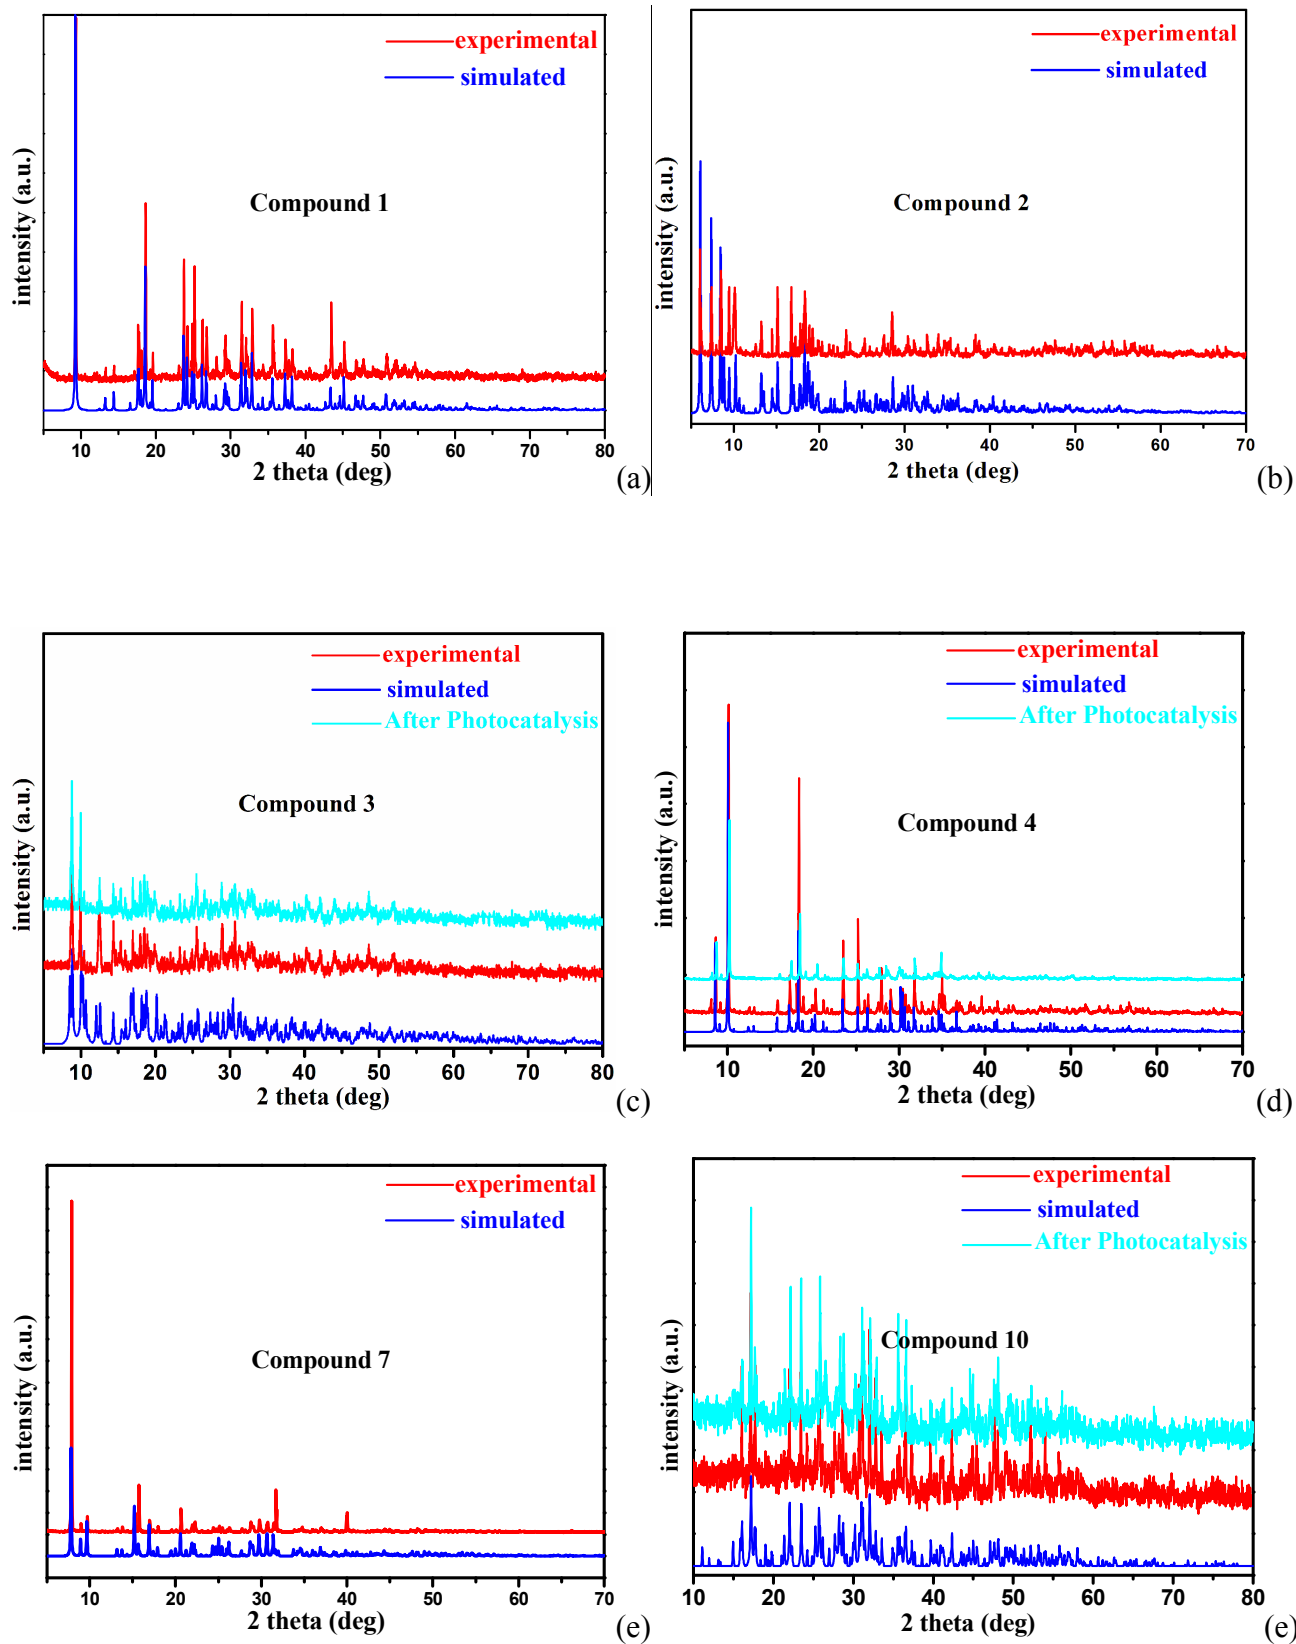 experimental
simulated
Compound 1
intensity (a.u.)
10 20 30 40 50 60 70 80
2 theta (deg)
(a)
experimental
simulated
Compound 2
intensity (a.u.)
10 20 30 40 50 60 70
2 theta (deg)
(b)
experimental
simulated
After Photocatalysis
Compound 3
intensity (a.u.)
10 20 30 40 50 60 70 80
2 theta (deg)
(c)
experimental
simulated
After Photocatalysis
Compound 4
intensity (a.u.)
10 20 30 40 50 60 70
2 theta (deg)
(d)
experimental
simulated
Compound 7
intensity (a.u.)
10 20 30 40 50 60 70
2 theta (deg)
(e)
experimental
simulated
After Photocatalysis
Compound 10
intensity (a.u.)
10 20 30 40 50 60 70 80
2 theta (deg)
(e)